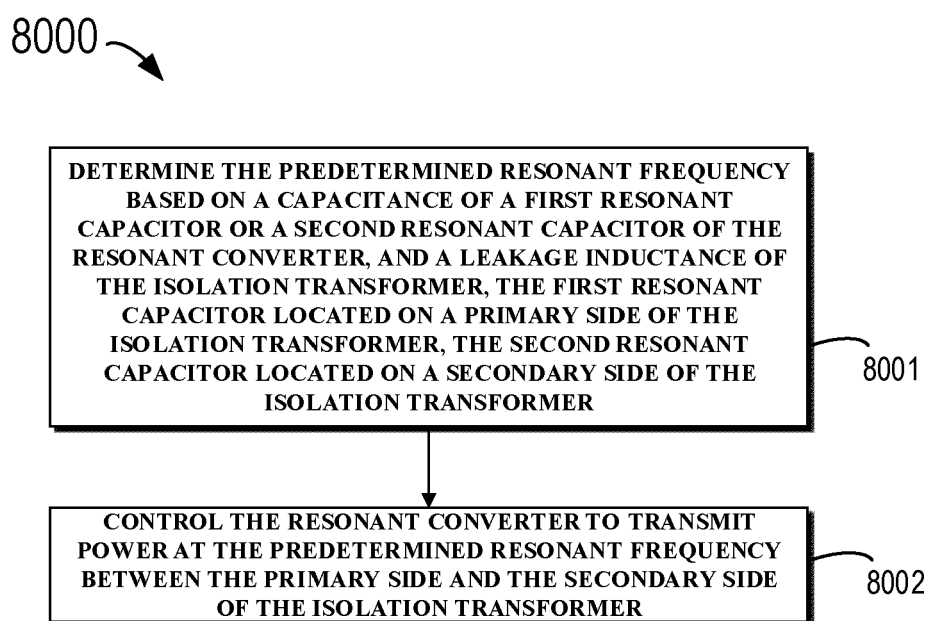 8000
DETERMINE THE PREDETERMINED RESONANT FREQUENCY
BASED ON A CAPACITANCE OF A FIRST RESONANT
CAPACITOR OR A SECOND RESONANT CAPACITOR OF THE
RESONANT CONVERTER, AND A LEAKAGE INDUCTANCE OF
THE ISOLATION TRANSFORMER, THE FIRST RESONANT
CAPACITOR LOCATED ON A PRIMARY SIDE OF THE
ISOLATION TRANSFORMER, THE SECOND RESONANT
CAPACITOR LOCATED ON A SECONDARY SIDE OF THE
ISOLATION TRANSFORMER
8001
CONTROL THE RESONANT CONVERTER TO TRANSMIT
POWER AT THE PREDETERMINED RESONANT FREQUENCY
BETWEEN THE PRIMARY SIDE AND THE SECONDARY SIDE
OF THE ISOLATION TRANSFORMER
8002